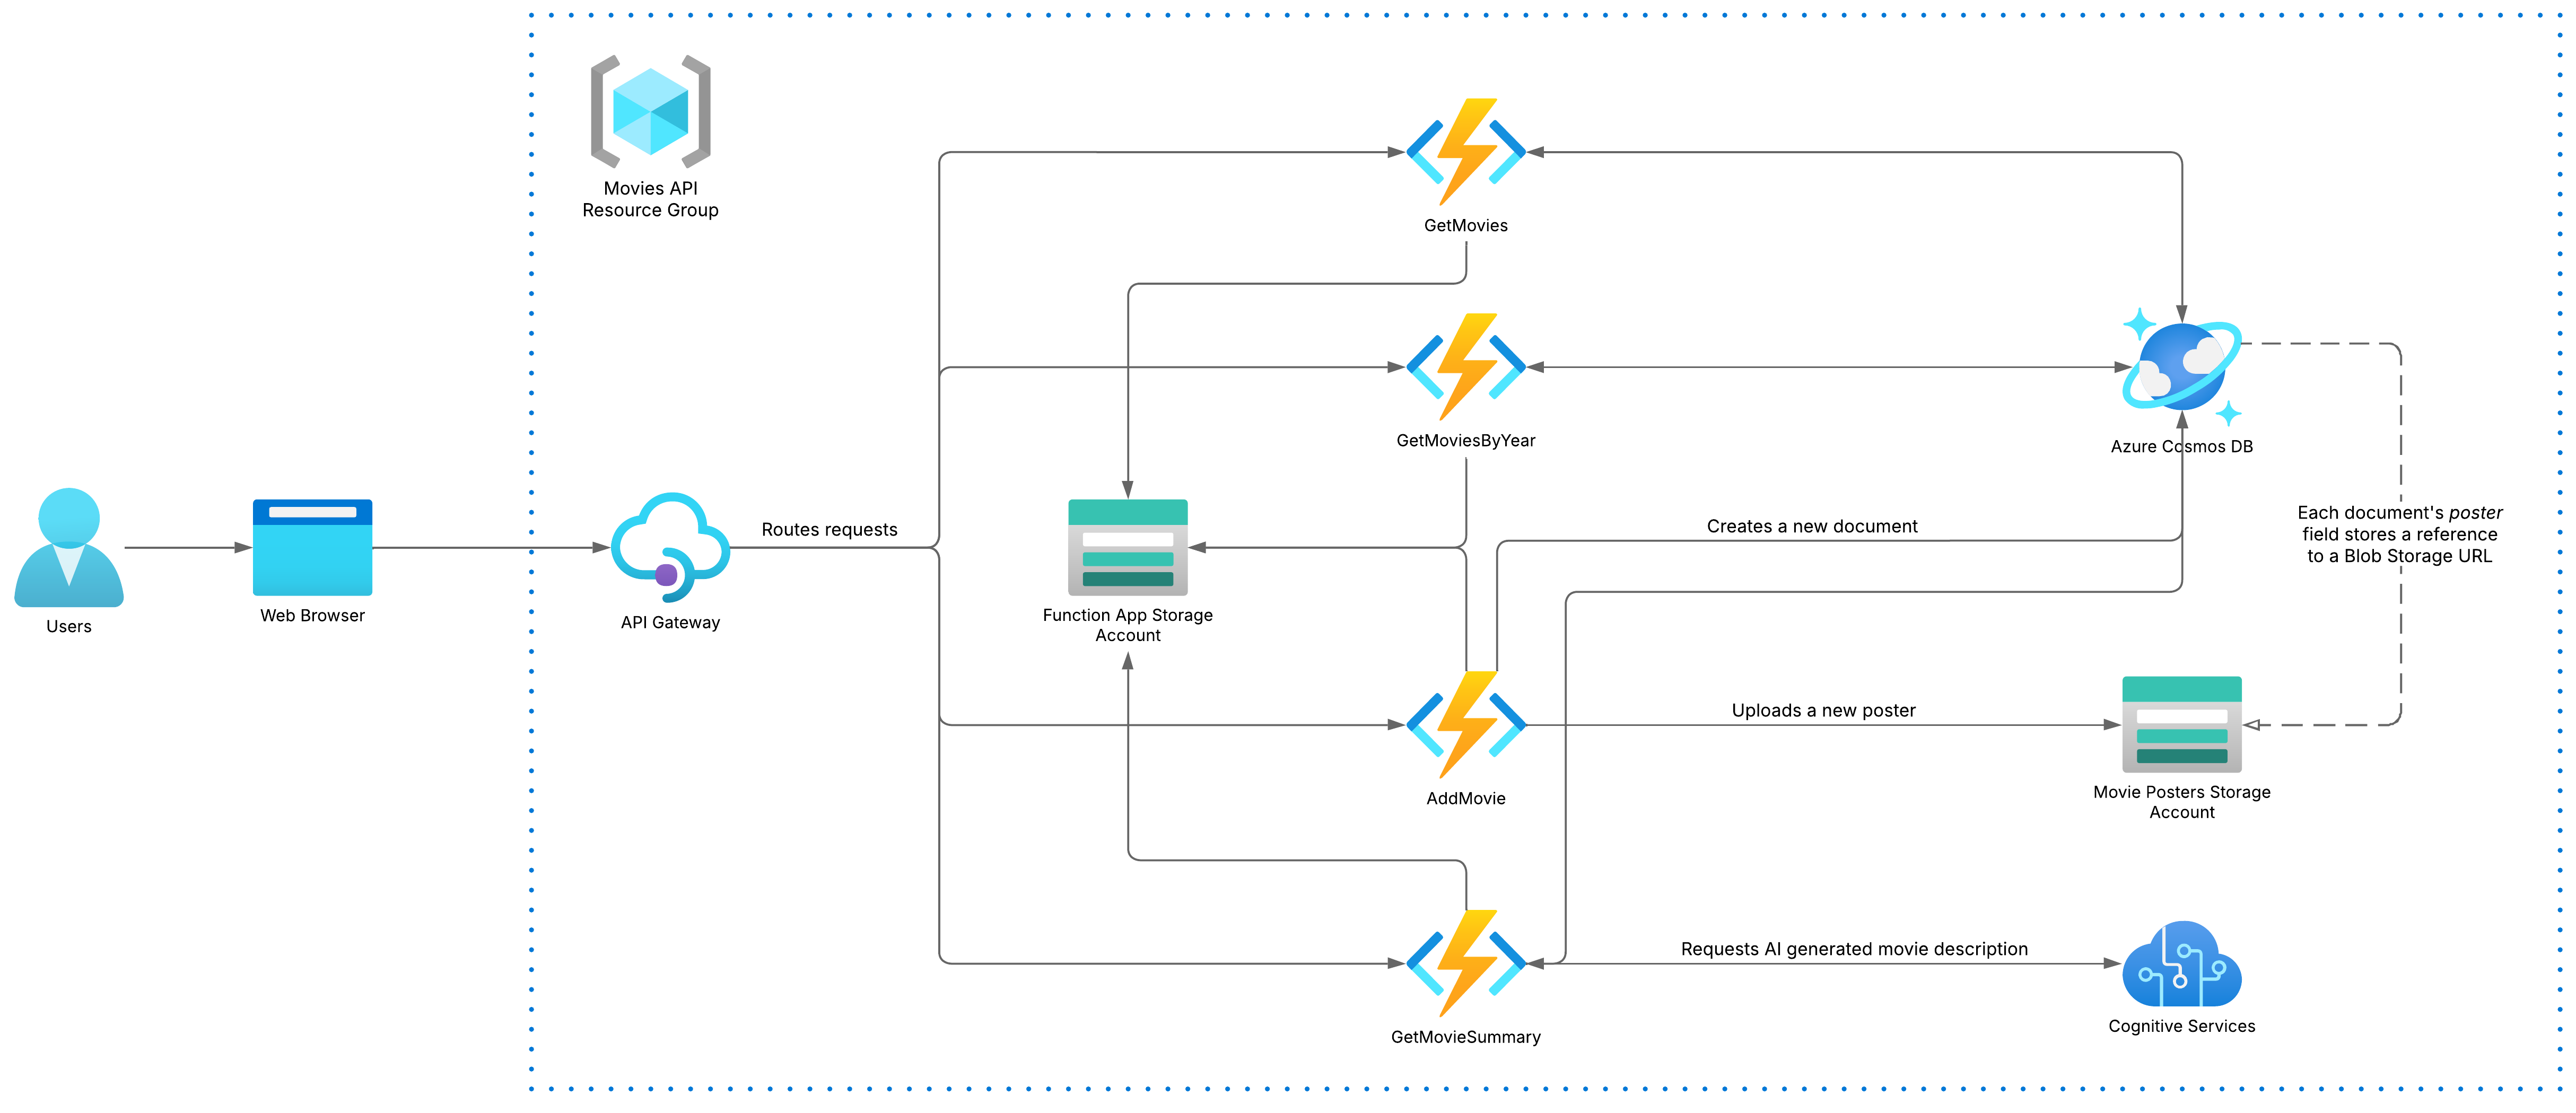 Movies API
Resource Group
GetMovies
GetMoviesByYear
Azure Cosmos DB
Users
Web Browser
API Gateway
Routes requests
Function App Storage
Account
Creates a new document
Each document's poster
field stores a reference
to a Blob Storage URL
Uploads a new poster
AddMovie
Movie Posters Storage
Account
Requests AI generated movie description
GetMovieSummary
Cognitive Services